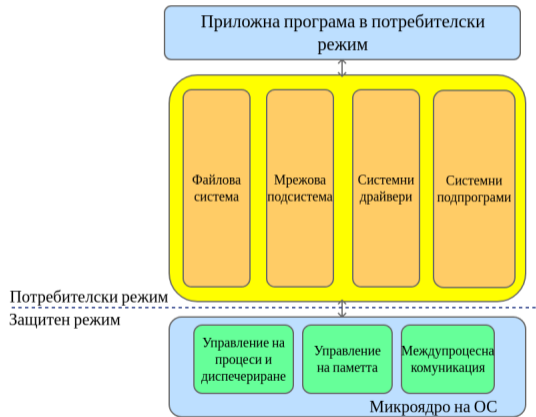 Приложна програма в потребителски
режим
Файлова
система
Мрежова
подсистема
Системни
драйвери
Системни
подпрограми
Потребителски режим
Защитен режим
Управление на
процеси и
диспечериране
Управление
на паметта
Междупроцесна
комуникация
Микроядро на ОС